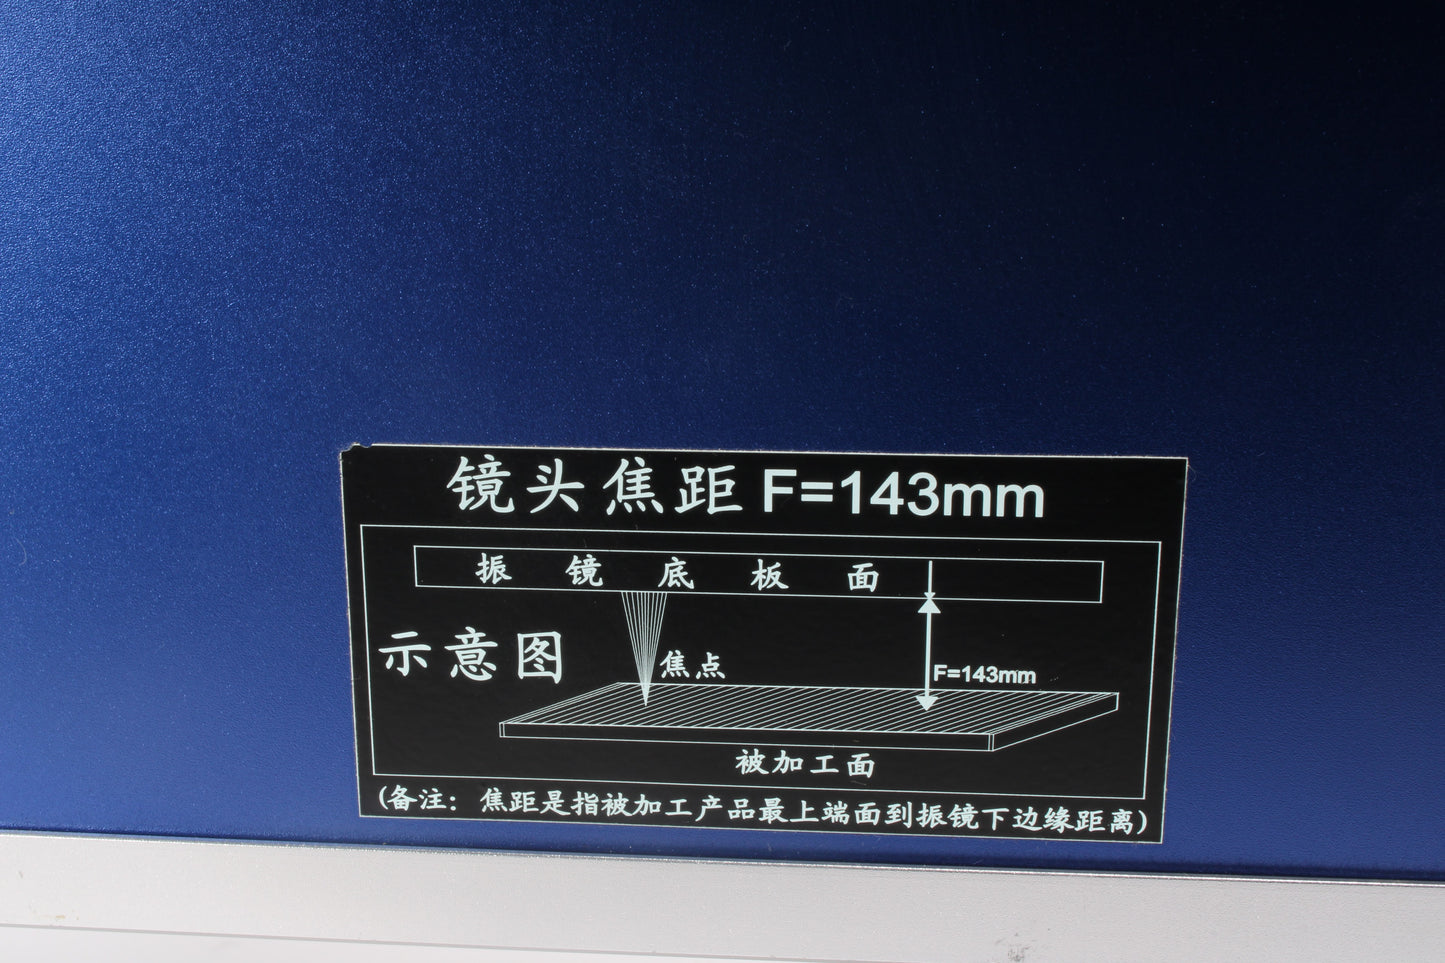 镜头焦距 F=143mm
振镜底板面
示意图
焦点
F=143mm
被加工面
(备注：焦距是指被加工产品最上端面到振镜下边缘距离)